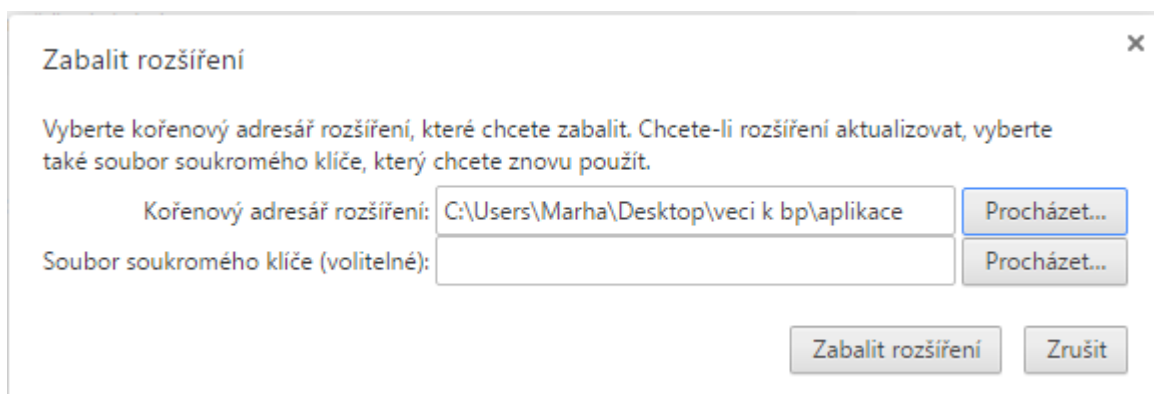 Zabalit rozšíření
Vyberte kořenový adresář rozšíření, které chcete zabalit. Chcete-li rozšíření aktualizovat, vyberte
také soubor soukromého klíče, který chcete znovu použít.
Kořenový adresář rozšíření: C:\Users\Marha\Desktop\veci k bp\aplikace Procházet...
Soubor soukromého klíče (volitelné): Procházet...
Zabalit rozšíření Zrušit